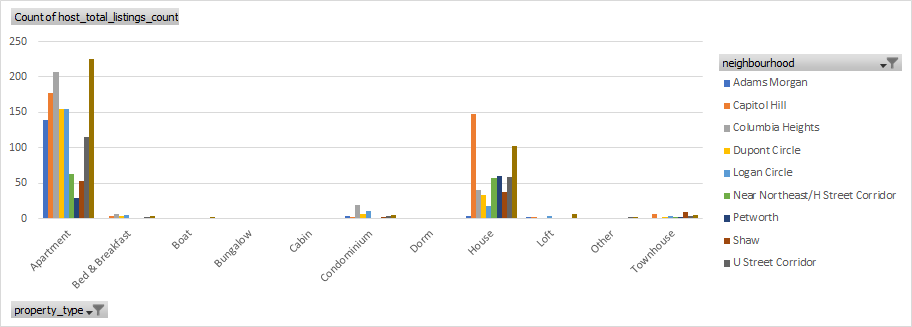 Count of host_total_listings_count
250
200
150
100
50
0
Apartment
Bed & Breakfast
Boat
Bungalow
Cabin
Condominium
Dorm
House
Loft
Other
Townhouse
neighbourhood
Adams Morgan
Capitol Hill
Columbia Heights
Dupont Circle
Logan Circle
Near Northeast/H Street Corridor
Petworth
Shaw
U Street Corridor
property_type